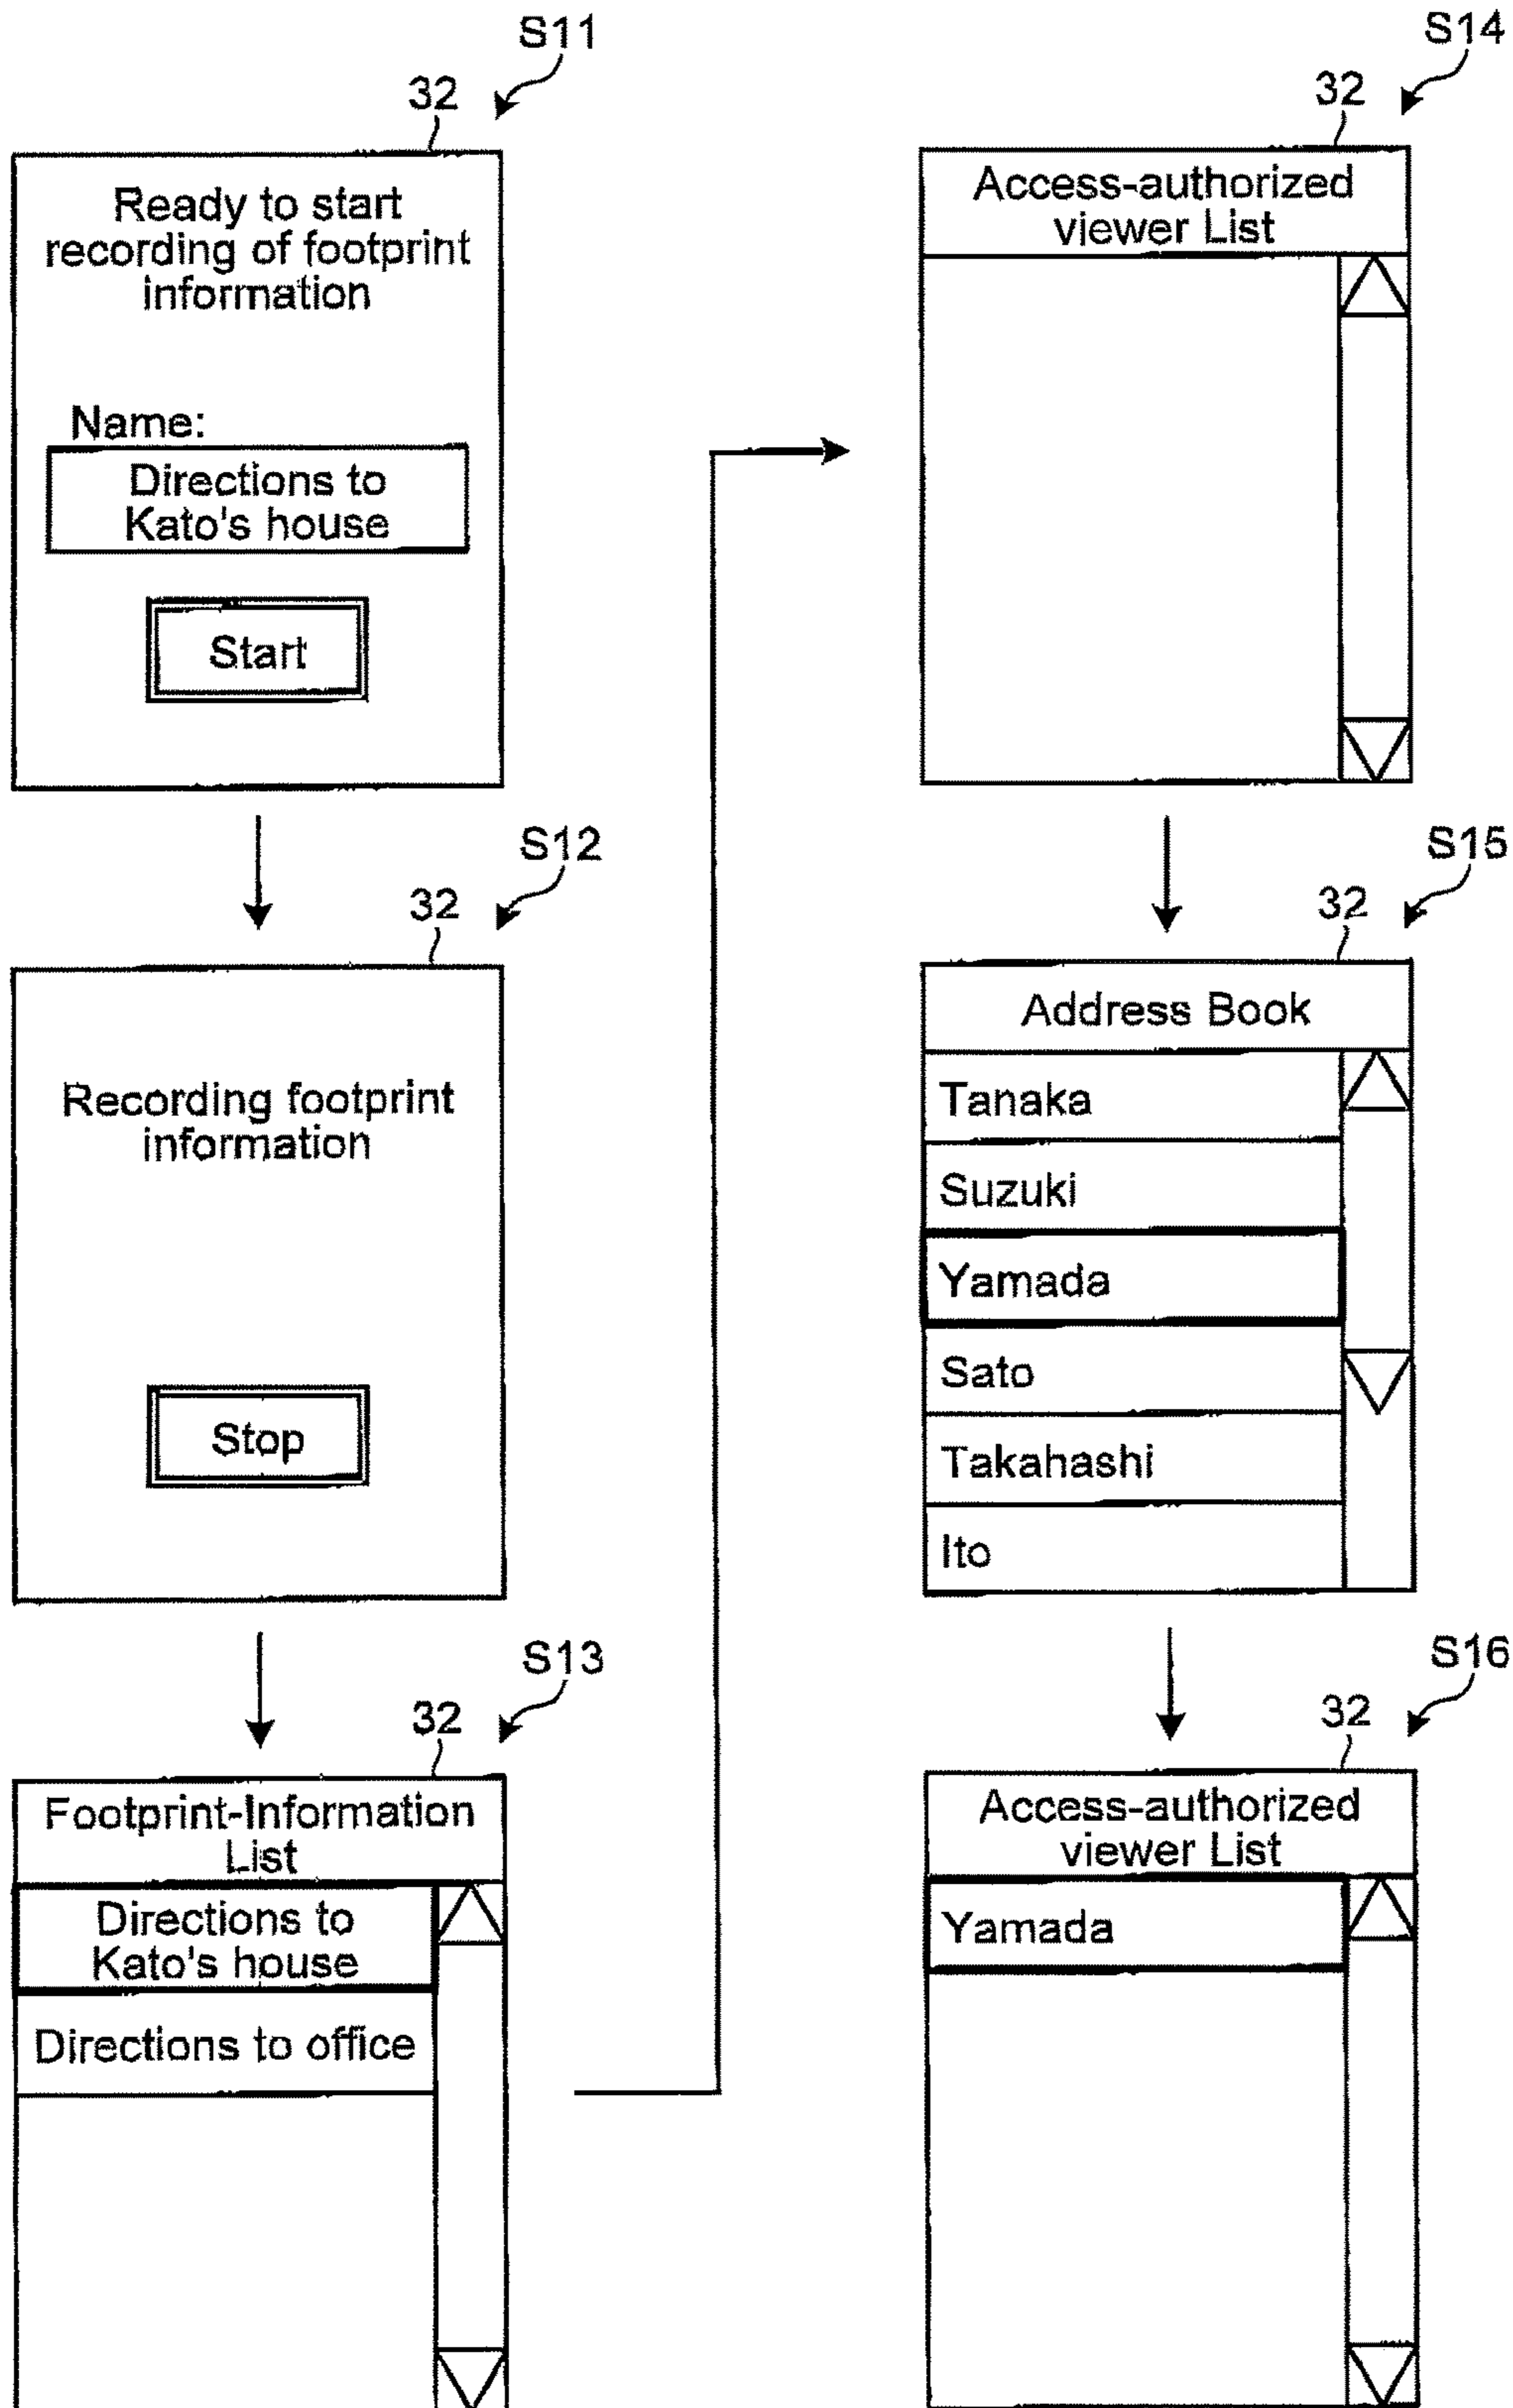 S11
32
Ready to start
recording of footprint
information
Name:
Directions to
Kato's house
Start
S12
32
Recording footprint
information
Stop
S13
32
Footprint-Information
List
Directions to
Kato's house
Directions to office
S14
32
Access-authorized
viewer List
S15
32
Address Book
Tanaka
Suzuki
Yamada
Sato
Takahashi
Ito
S16
32
Access-authorized
viewer List
Yamada